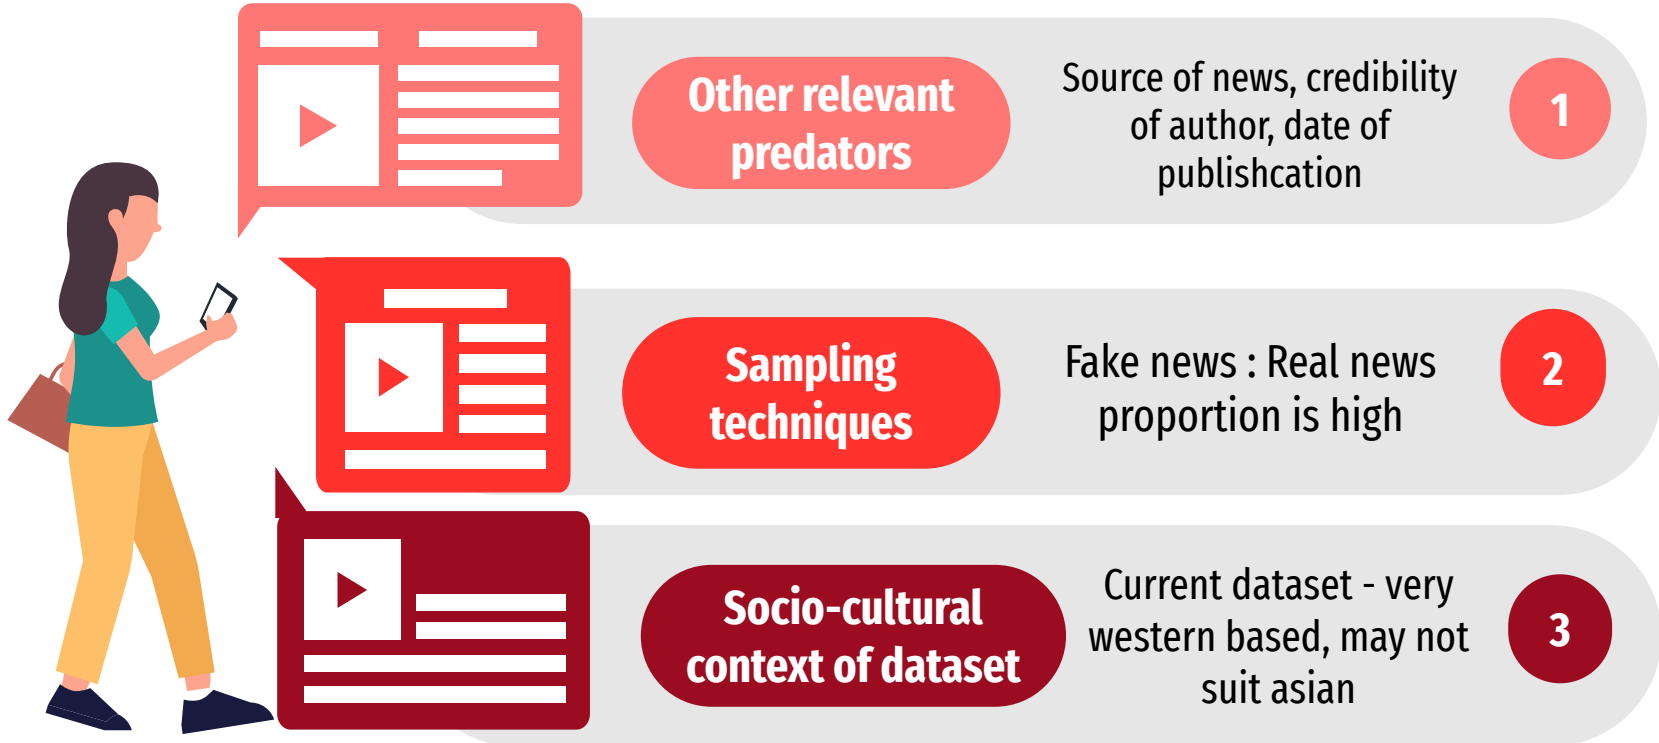 Other relevant
predators
Source of news, credibility
of author, date of
publishcation
1
Sampling
techniques
Fake news : Real news
proportion is high
2
Socio-cultural
context of dataset
Current dataset - very
western based, may not
suit asian
3